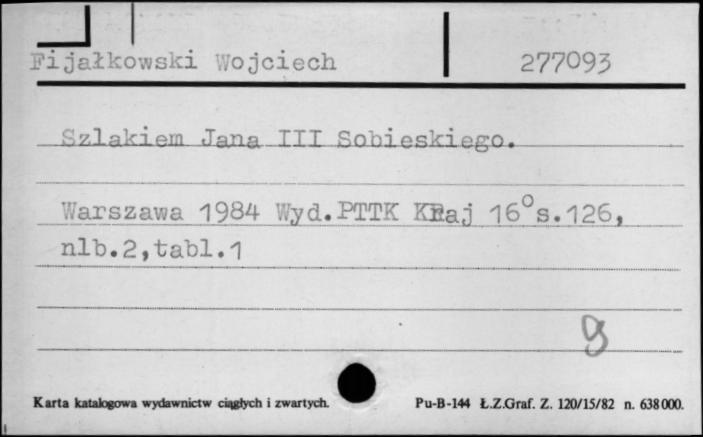 Fijałkowski Wojciech 277093
Szlakiem Jana III Sobieskiego.
Warszawa 1984 Wyd.PTTK KRaj 16° s.126,
nlb.2,tabl.1
9
Karta katalogowa wydawnictw ciągłych i zwartych. Pu-B-144 Ł.Z.Graf. Z. 120/15/82 n. 638000.